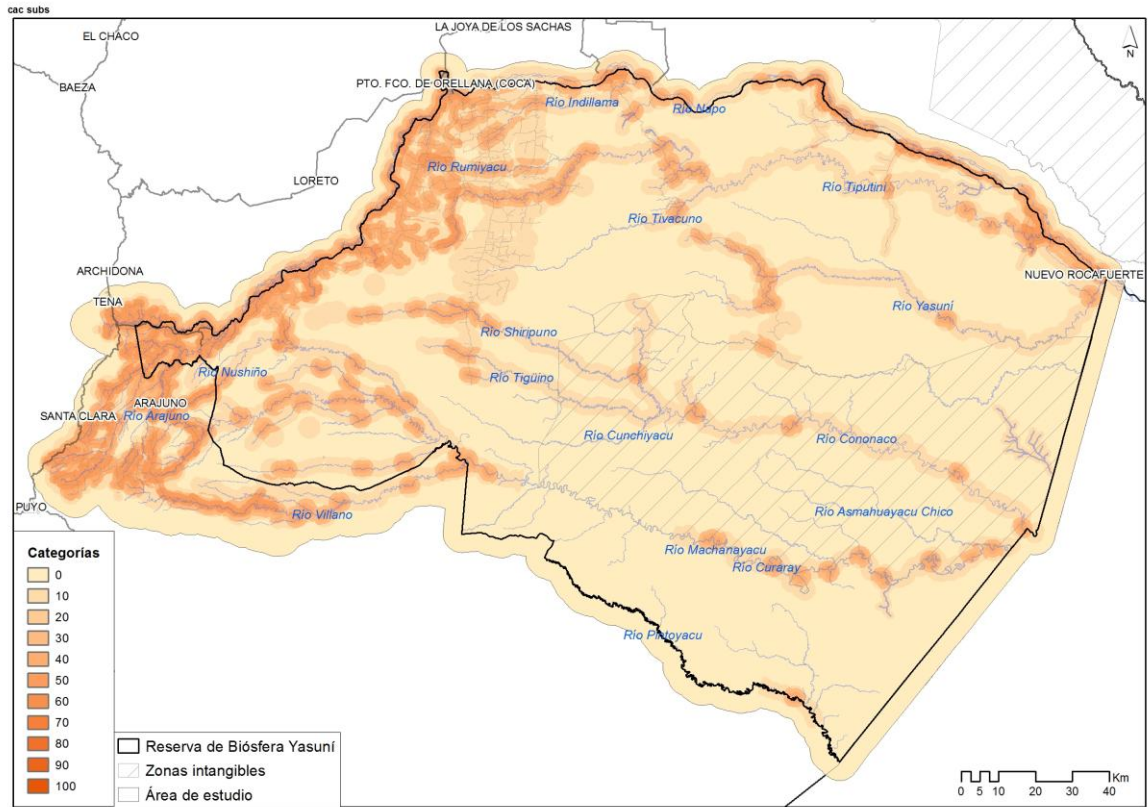 cac subs
EL CHACO
LA JOYA DE LOS SACHAS
N
BAEZA
PTO. FCO. DE ORELLANA (COCA)
Río Indillama
Río Napo
Río Rumiyacu
LORETO
Río Tiputini
Río Tivacuno
ARCHIDONA
NUEVO ROCAFUERTE
TENA
Río Yasuní
Río Shiripuno
Río Nushiño
Río Tigüino
ARAJUNO
SANTA CLARA
Río Arajuno
Río Cunchiyacu
Río Cononaco
PUYO
Río Villano
Río Asmahuayacu Chico
Río Machanayacu
Río Curaray
Río Pintoyacu
Categorías
0
10
20
30
40
50
60
70
80
90
100
Reserva de Biósfera Yasuní
Zonas intangibles
Área de estudio
Km
0 5 10 20 30 40